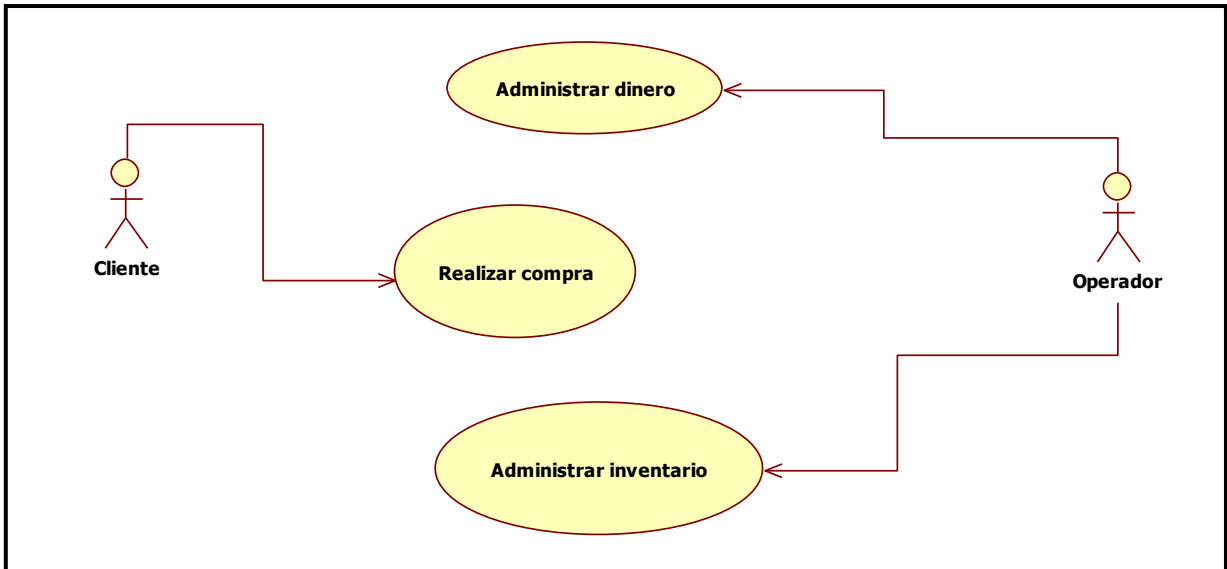 Administrar dinero
Cliente
Realizar compra
Operador
Administrar inventario